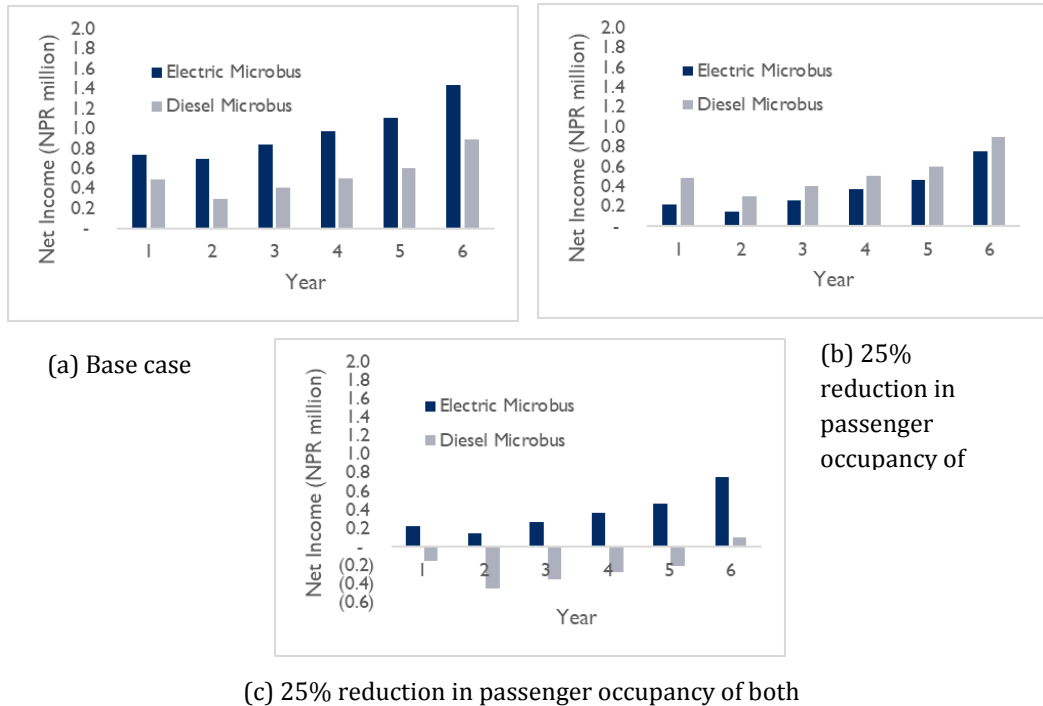 Net Income (NPR million)
2.0
1.8
1.6
1.4
1.2
1.0
0.8
0.6
0.4
0.2
-
Electric Microbus
Diesel Microbus
1 2 3 4 5 6
Year
(a) Base case
Net Income (NPR million)
2.0
1.8
1.6
1.4
1.2
1.0
0.8
0.6
0.4
0.2
-
Electric Microbus
Diesel Microbus
1 2 3 4 5 6
Year
(b) 25%
reduction in
passenger
occupancy of
Net Income (NPR million)
2.0
1.8
1.6
1.4
1.2
1.0
0.8
0.6
0.4
0.2
-
(0.2)
(0.4)
(0.6)
Electric Microbus
Diesel Microbus
1 2 3 4 5 6
Year
(c) 25% reduction in passenger occupancy of both